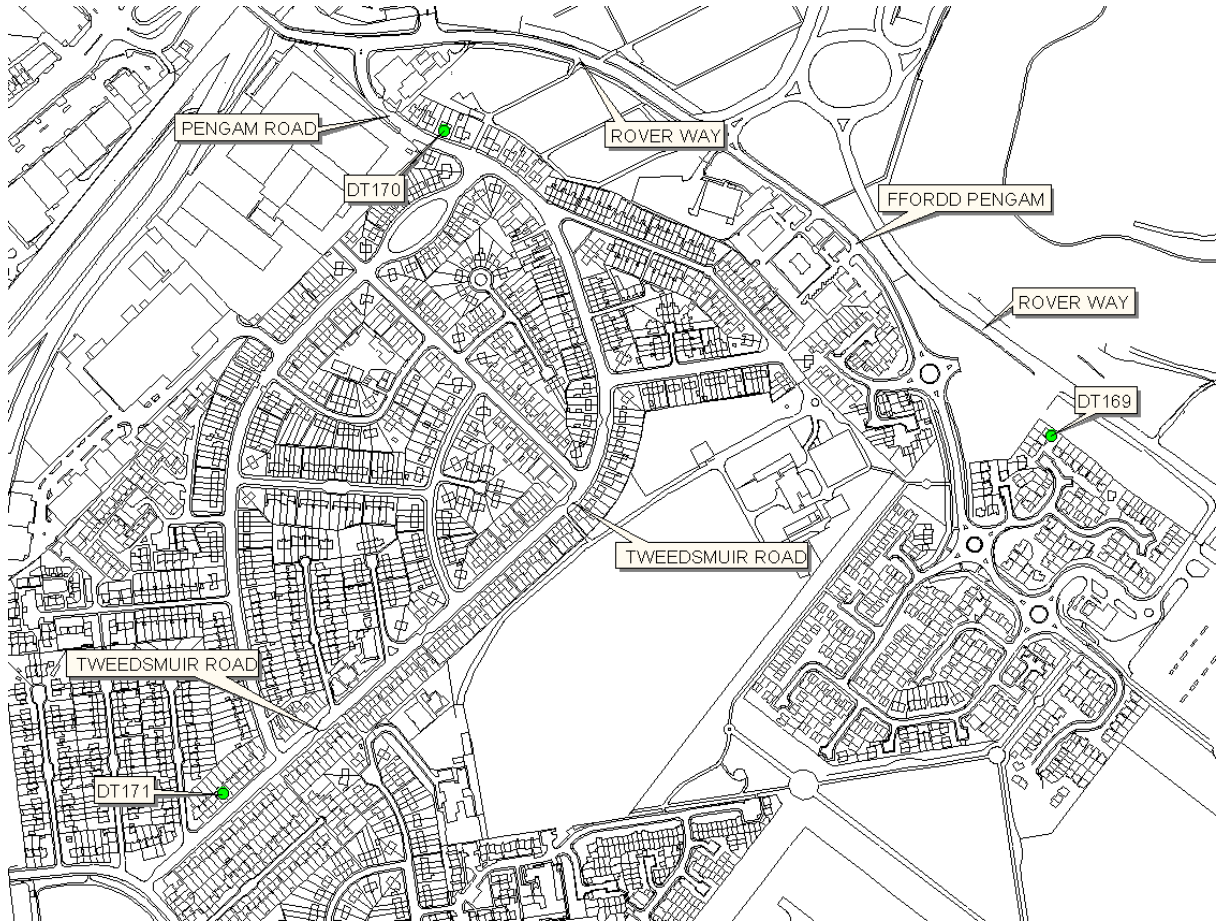 PENGAM ROAD
ROVER WAY
DT170
FFORDD PENGAM
ROVER WAY
DT169
TWEEDSMUIR ROAD
TWEEDSMUIR ROAD
DT171